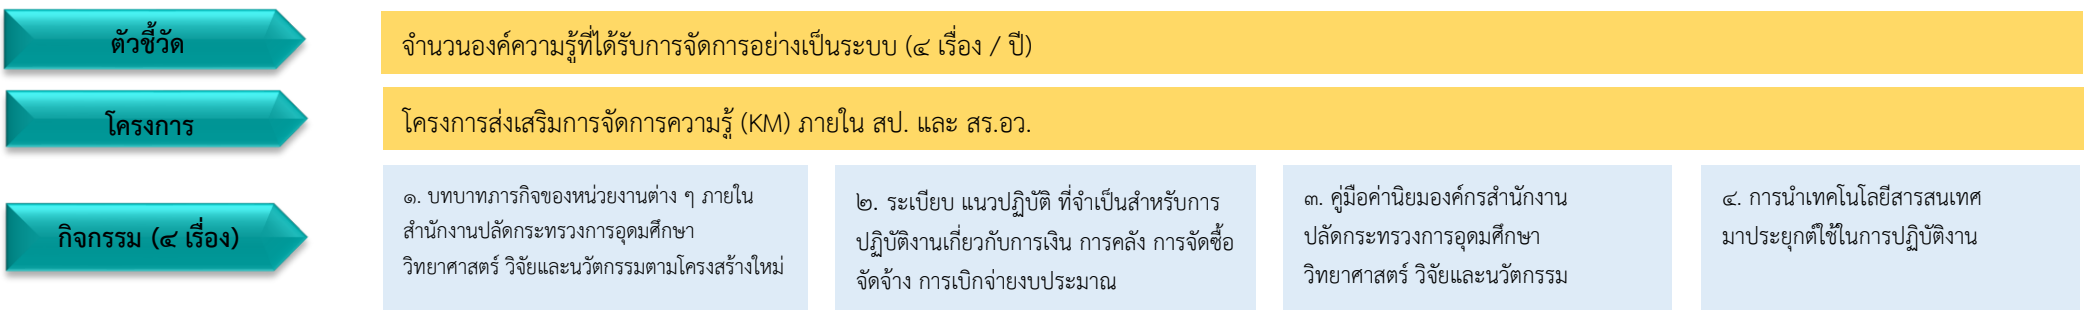 ตัวชี้วัด
จำนวนองค์ความรู้ที่ได้รับการจัดการอย่างเป็นระบบ (๔ เรื่อง / ปี)
โครงการ
โครงการส่งเสริมการจัดการความรู้ (KM) ภายใน สป. และ สร.อว.
กิจกรรม (๔ เรื่อง)
๑. บทบาทภารกิจของหน่วยงานต่าง ๆ ภายใน
สำนักงานปลัดกระทรวงการอุดมศึกษา
วิทยาศาสตร์ วิจัยและนวัตกรรมตามโครงสร้างใหม่
๒. ระเบียบ แนวปฏิบัติ ที่จำเป็นสำหรับการ
ปฏิบัติงานเกี่ยวกับการเงิน การคลัง การจัดซื้อ
จัดจ้าง การเบิกจ่ายงบประมาณ
๓. คู่มือค่านิยมองค์กรสำนักงาน
ปลัดกระทรวงการอุดมศึกษา
วิทยาศาสตร์ วิจัยและนวัตกรรม
๔. การนำเทคโนโลยีสารสนเทศ
มาประยุกต์ใช้ในการปฏิบัติงาน